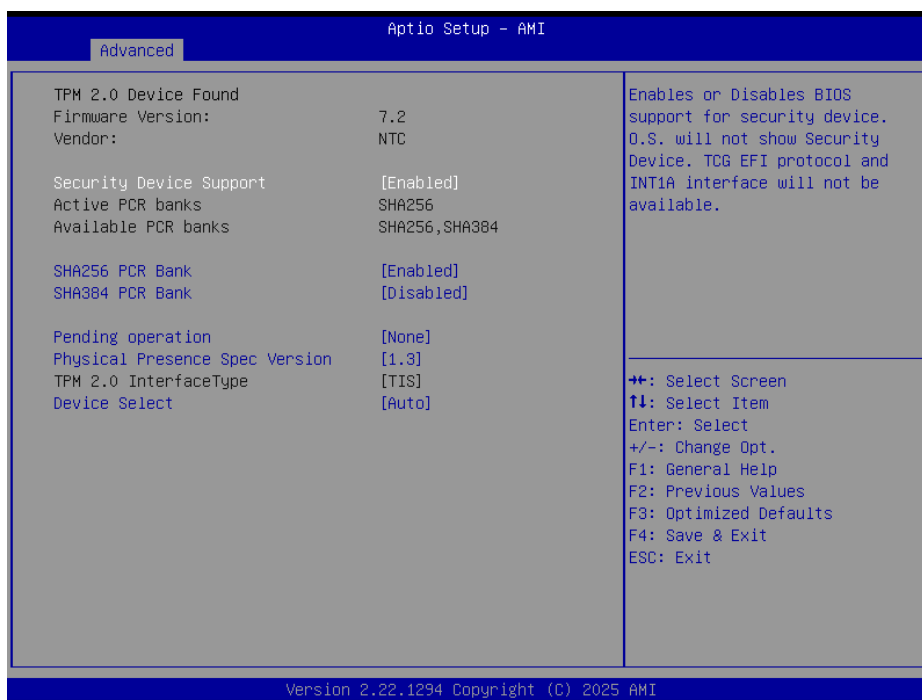 Aptio Setup - AMI
Advanced
TPM 2.0 Device Found
Firmware Version: 7.2
Vendor: NTC
Security Device Support [Enabled]
Active PCR banks SHA256
Available PCR banks SHA256,SHA384
SHA256 PCR Bank [Enabled]
SHA384 PCR Bank [Disabled]
Pending operation [None]
Physical Presence Spec Version [1.3]
TPM 2.0 InterfaceType [TIS]
Device Select [Auto]
Enables or Disables BIOS
support for security device.
O.S. will not show Security
Device. TCG EFI protocol and
INT1A interface will not be
available.
→←: Select Screen
↑↓: Select Item
Enter: Select
+/-: Change Opt.
F1: General Help
F2: Previous Values
F3: Optimized Defaults
F4: Save & Exit
ESC: Exit
Version 2.22.1294 Copyright (C) 2025 AMI